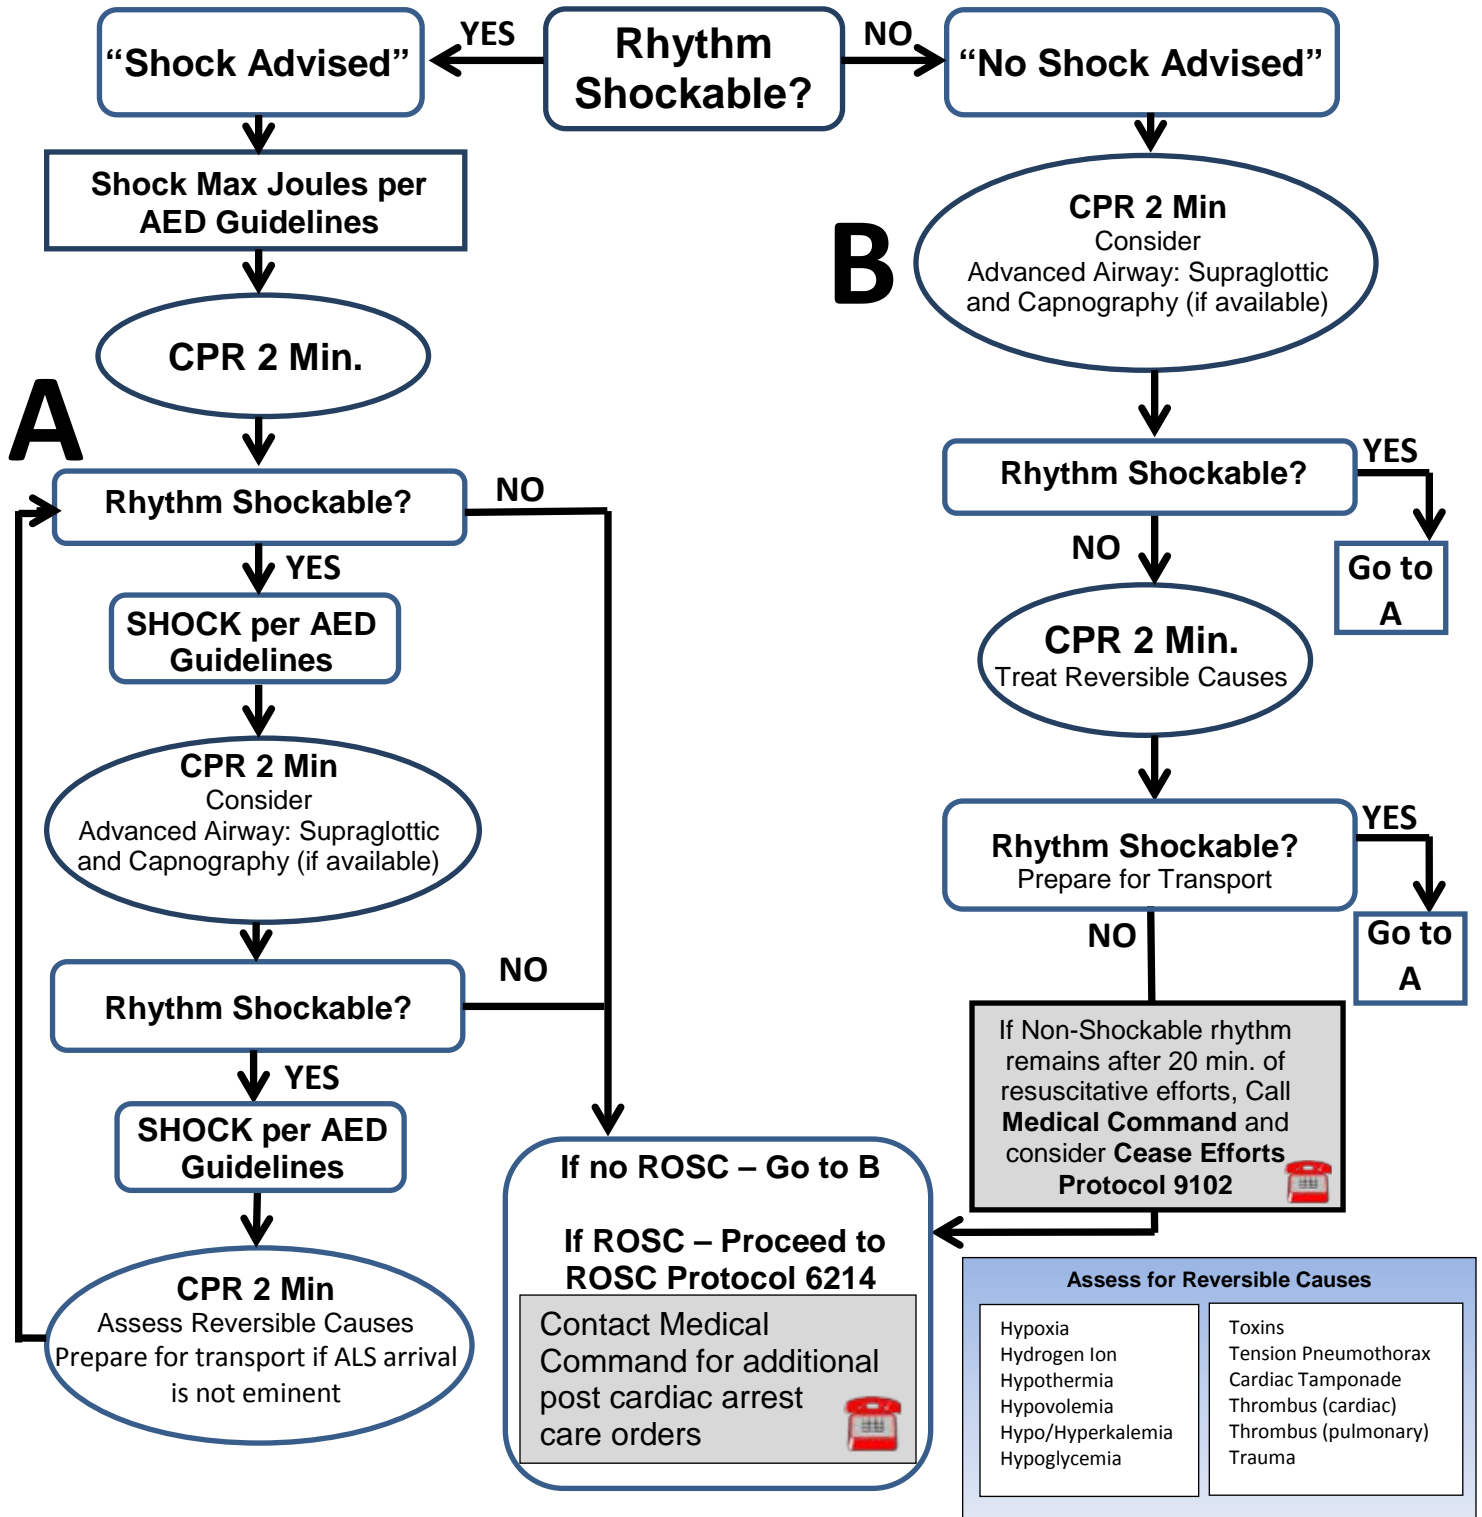 Rhythm
Shockable?
YES
NO
“Shock Advised”
Shock Max Joules per
AED Guidelines
CPR 2 Min.
A
Rhythm Shockable?
NO
YES
SHOCK per AED
Guidelines
CPR 2 Min
Consider
Advanced Airway: Supraglottic
and Capnography (if available)
Rhythm Shockable?
NO
YES
SHOCK per AED
Guidelines
CPR 2 Min
Assess Reversible Causes
Prepare for transport if ALS arrival
is not eminent
“No Shock Advised”
B
CPR 2 Min
Consider
Advanced Airway: Supraglottic
and Capnography (if available)
Rhythm Shockable?
YES
Go to
A
NO
CPR 2 Min.
Treat Reversible Causes
Rhythm Shockable?
Prepare for Transport
YES
Go to
A
NO
If Non-Shockable rhythm
remains after 20 min. of
resuscitative efforts, Call
Medical Command and
consider Cease Efforts
Protocol 9102
If no ROSC – Go to B
If ROSC – Proceed to
ROSC Protocol 6214
Contact Medical
Command for additional
post cardiac arrest
care orders
Assess for Reversible Causes
Hypoxia
Hydrogen Ion
Hypothermia
Hypovolemia
Hypo/Hyperkalemia
Hypoglycemia
Toxins
Tension Pneumothorax
Cardiac Tamponade
Thrombus (cardiac)
Thrombus (pulmonary)
Trauma